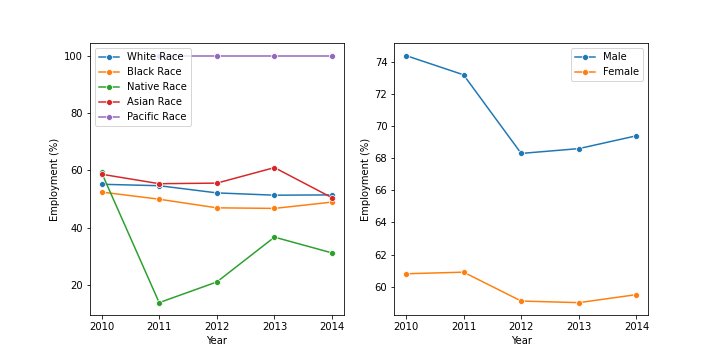 White Race
Black Race
Native Race
Asian Race
Pacific Race
100
80
60
40
20
Employment (%)
2010 2011 2012 2013 2014
Year
Male
Female
74
72
70
68
66
64
62
60
Employment (%)
2010 2011 2012 2013 2014
Year